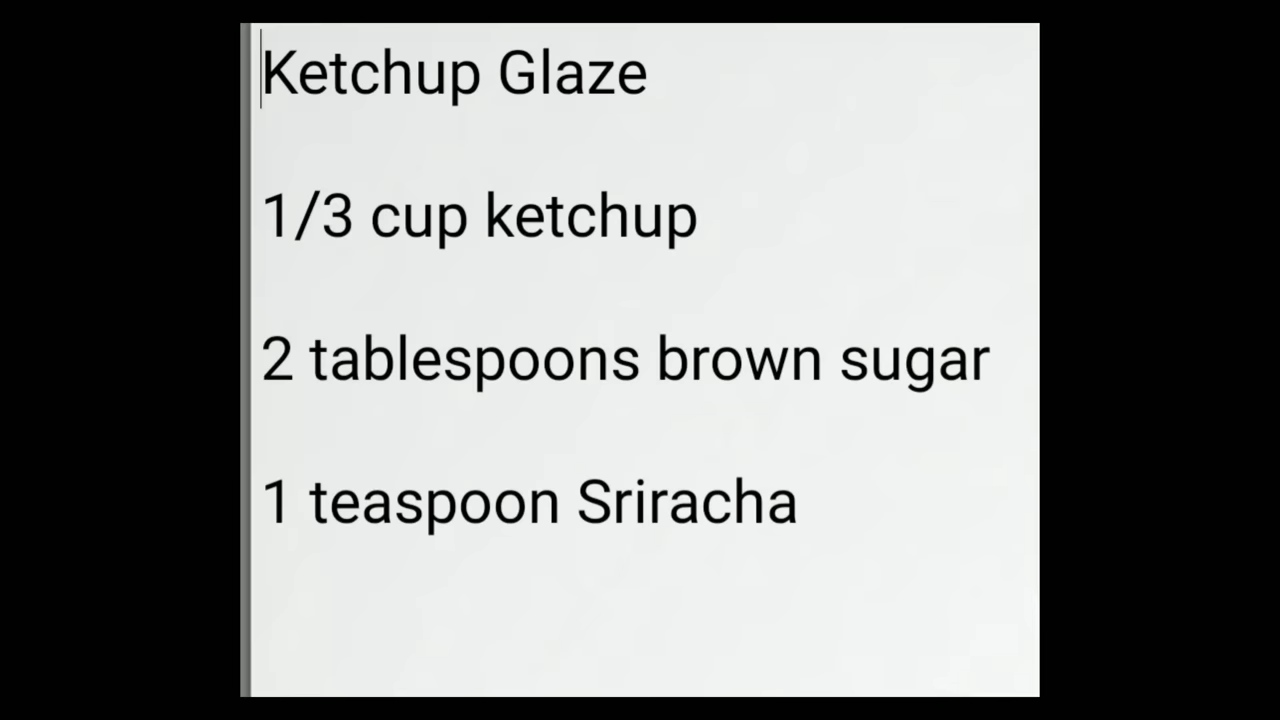 Ketchup Glaze
1/3 cup ketchup
2 tablespoons brown sugar
1 teaspoon Sriracha